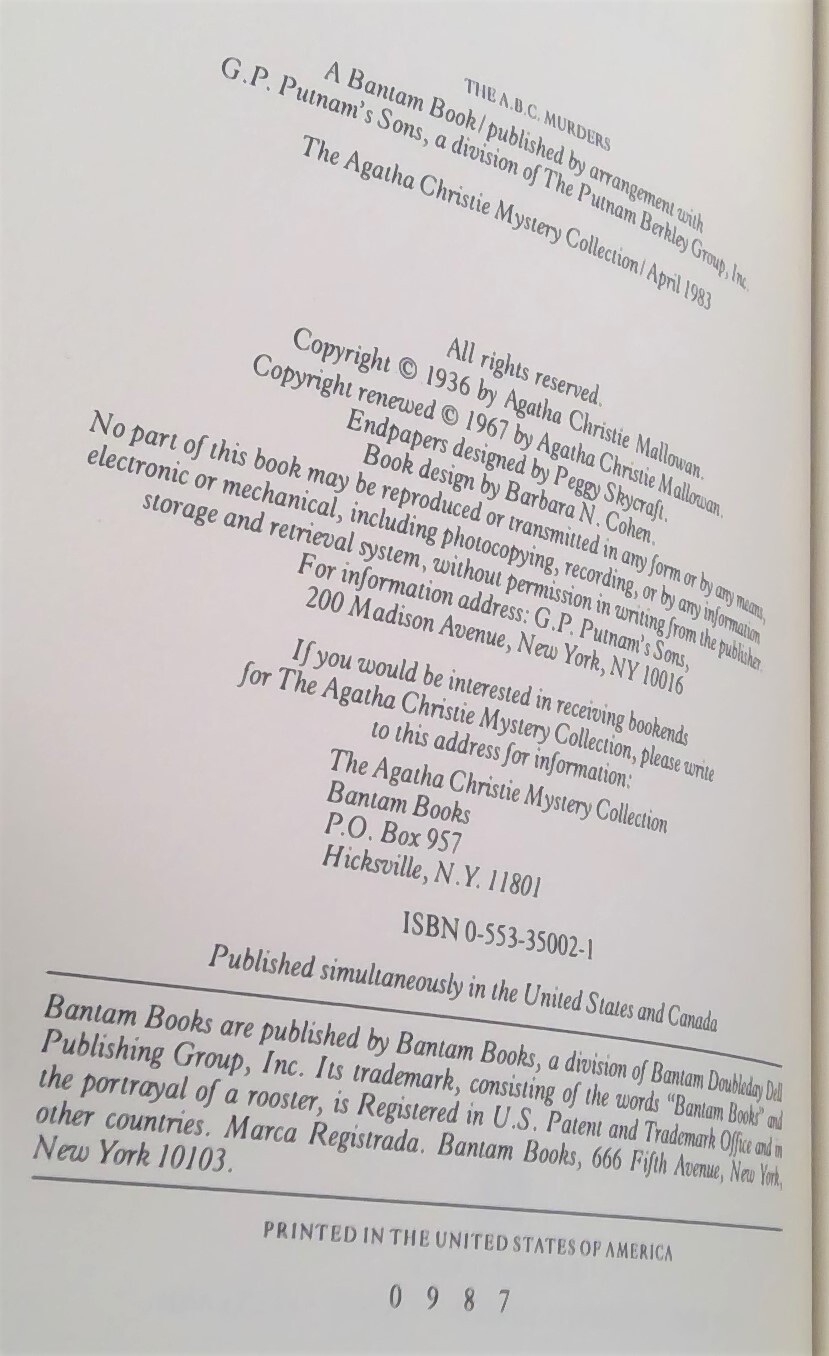 THE A.B.C. MURDERS
A Bantam Book / published by arrangement with
G.P. Putnam's Sons, a division of The Putnam Berkley Group, Inc.
The Agatha Christie Mystery Collection / April 1983
All rights reserved.
Copyright © 1936 by Agatha Christie Mallowan.
Copyright renewed © 1967 by Agatha Christie Mallowan.
Endpapers designed by Peggy Skycraft.
Book design by Barbara N. Cohen.
No part of this book may be reproduced or transmitted in any form or by any means,
electronic or mechanical, including photocopying, recording, or by any information
storage and retrieval system, without permission in writing from the publisher.
For information address: G.P. Putnam's Sons,
200 Madison Avenue, New York, NY 10016
If you would be interested in receiving bookends
for The Agatha Christie Mystery Collection, please write
to this address for information:
The Agatha Christie Mystery Collection
Bantam Books
P.O. Box 957
Hicksville, N.Y. 11801
ISBN 0-553-35002-1
Published simultaneously in the United States and Canada
Bantam Books are published by Bantam Books, a division of Bantam Doubleday Dell
Publishing Group, Inc. Its trademark, consisting of the words "Bantam Books" and
the portrayal of a rooster, is Registered in U.S. Patent and Trademark Office and in
other countries. Marca Registrada. Bantam Books, 666 Fifth Avenue, New York,
New York 10103.
PRINTED IN THE UNITED STATES OF AMERICA
0 9 8 7